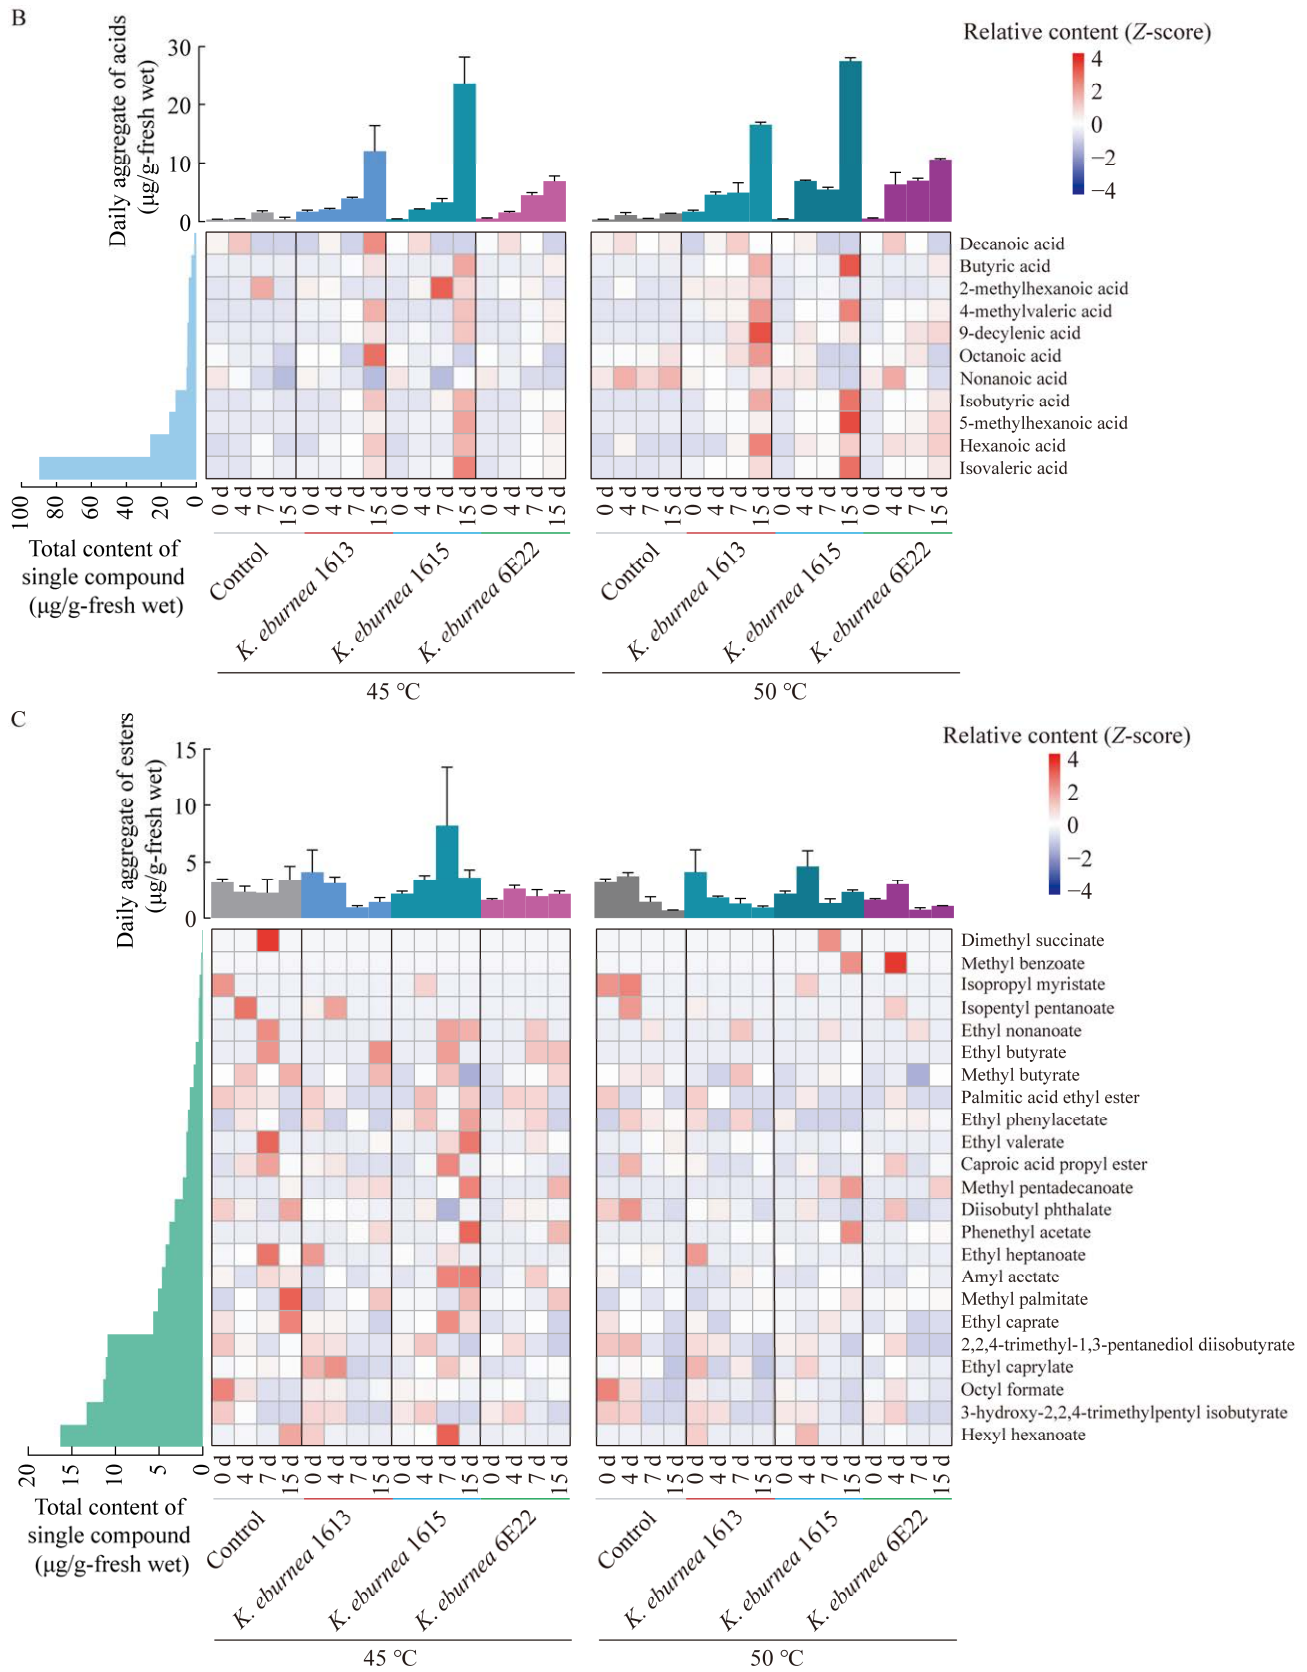 B
Daily aggregate of acids
(μg/g-fresh wet)
30
20
10
0
Relative content (Z-score)
4
2
0
−2
−4
Decanoic acid
Butyric acid
2-methylhexanoic acid
4-methylvaleric acid
9-decylenic acid
Octanoic acid
Nonanoic acid
Isobutyric acid
5-methylhexanoic acid
Hexanoic acid
Isovaleric acid
100 80 60 40 20 0
Total content of
single compound
(μg/g-fresh wet)
0 d 4 d 7 d 15 d 0 d 4 d 7 d 15 d 0 d 4 d 7 d 15 d 0 d 4 d 7 d 15 d
0 d 4 d 7 d 15 d 0 d 4 d 7 d 15 d 0 d 4 d 7 d 15 d 0 d 4 d 7 d 15 d
Control
K. eburnea 1613
K. eburnea 1615
K. eburnea 6E22
Control
K. eburnea 1613
K. eburnea 1615
K. eburnea 6E22
45 °C
50 °C
C
Daily aggregate of esters
(μg/g-fresh wet)
15
10
5
0
Relative content (Z-score)
4
2
0
−2
−4
Dimethyl succinate
Methyl benzoate
Isopropyl myristate
Isopentyl pentanoate
Ethyl nonanoate
Ethyl butyrate
Methyl butyrate
Palmitic acid ethyl ester
Ethyl phenylacetate
Ethyl valerate
Caproic acid propyl ester
Methyl pentadecanoate
Diisobutyl phthalate
Phenethyl acetate
Ethyl heptanoate
Amyl acetate
Methyl palmitate
Ethyl caprate
2,2,4-trimethyl-1,3-pentanediol diisobutyrate
Ethyl caprylate
Octyl formate
3-hydroxy-2,2,4-trimethylpentyl isobutyrate
Hexyl hexanoate
20 15 10 5 0
Total content of
single compound
(μg/g-fresh wet)
0 d 4 d 7 d 15 d 0 d 4 d 7 d 15 d 0 d 4 d 7 d 15 d 0 d 4 d 7 d 15 d
0 d 4 d 7 d 15 d 0 d 4 d 7 d 15 d 0 d 4 d 7 d 15 d 0 d 4 d 7 d 15 d
Control
K. eburnea 1613
K. eburnea 1615
K. eburnea 6E22
Control
K. eburnea 1613
K. eburnea 1615
K. eburnea 6E22
45 °C
50 °C